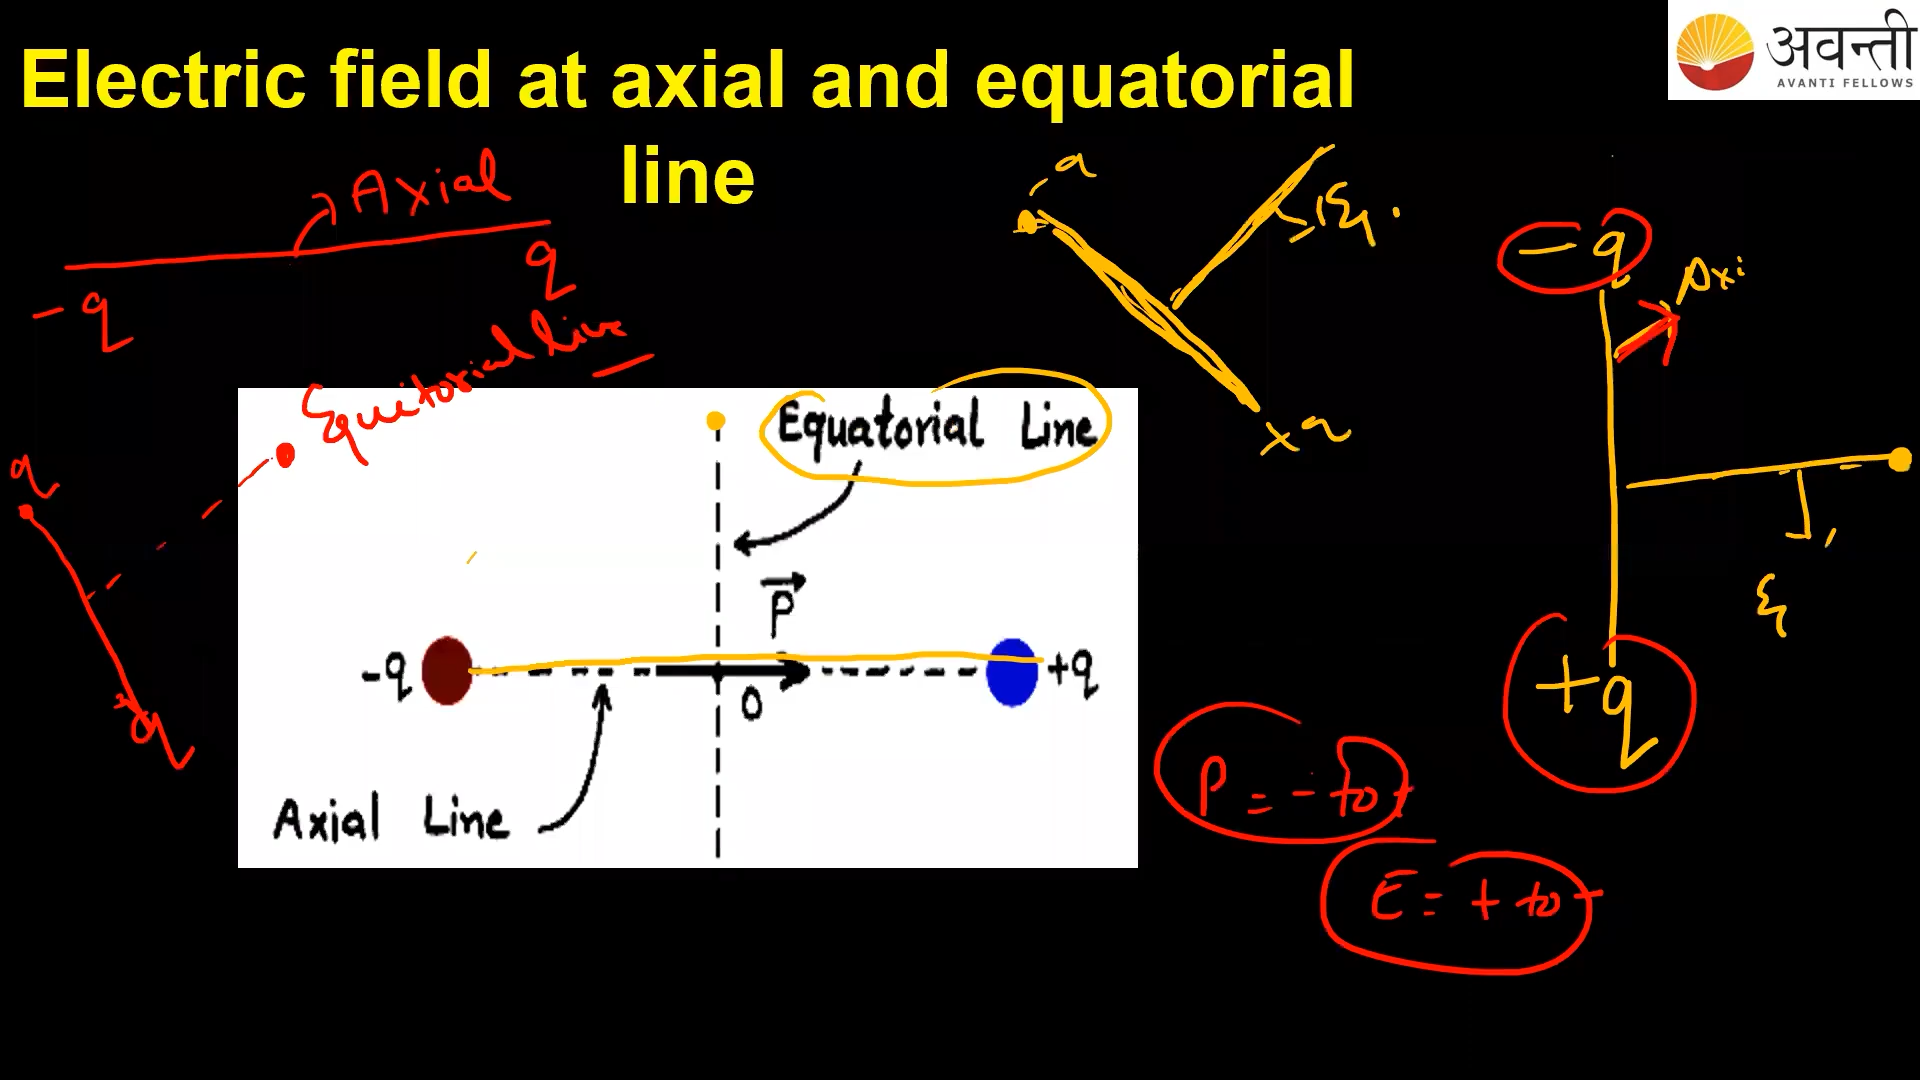 Electric field at axial and equatorial
line
अवन्ती
AVANTI FELLOWS
Axial
-q
q
Equitorial line
q
-q
+q
Equatorial Line
P
-q
+q
O
Axial Line
-q
Axi
+q
P = - to +
E = + to -